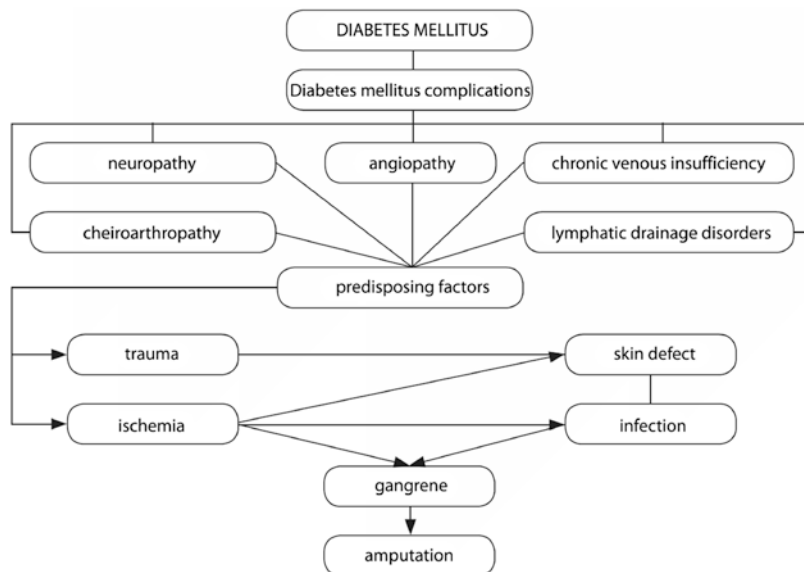 DIABETES MELLITUS
Diabetes mellitus complications
neuropathy
angiopathy
chronic venous insufficiency
cheiroarthropathy
lymphatic drainage disorders
predisposing factors
trauma
skin defect
ischemia
infection
gangrene
amputation